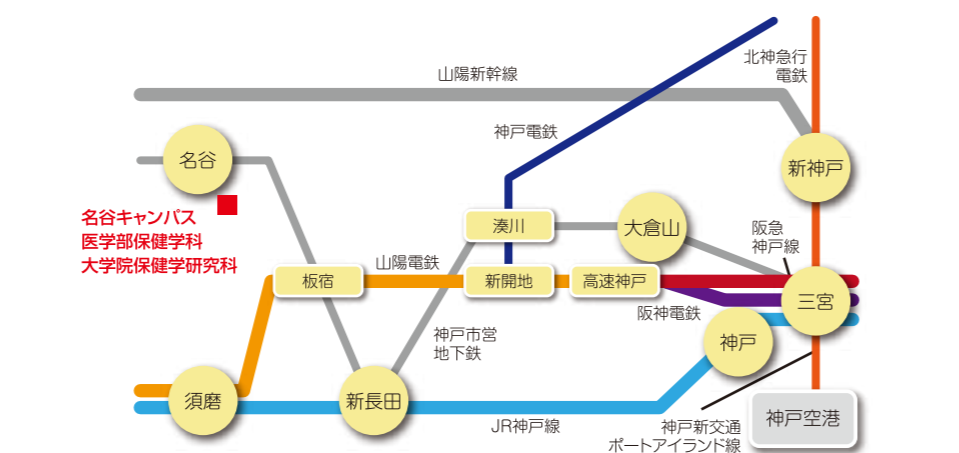 北神急行
電鉄
山陽新幹線
神戸電鉄
名谷
新神戸
名谷キャンパス
医学部保健学科
大学院保健学研究科
湊川
大倉山
阪急
神戸線
山陽電鉄
板宿
新開地
高速神戸
三宮
阪神電鉄
神戸市営
地下鉄
神戸
須磨
新長田
JR神戸線
神戸新交通
ポートアイランド線
神戸空港